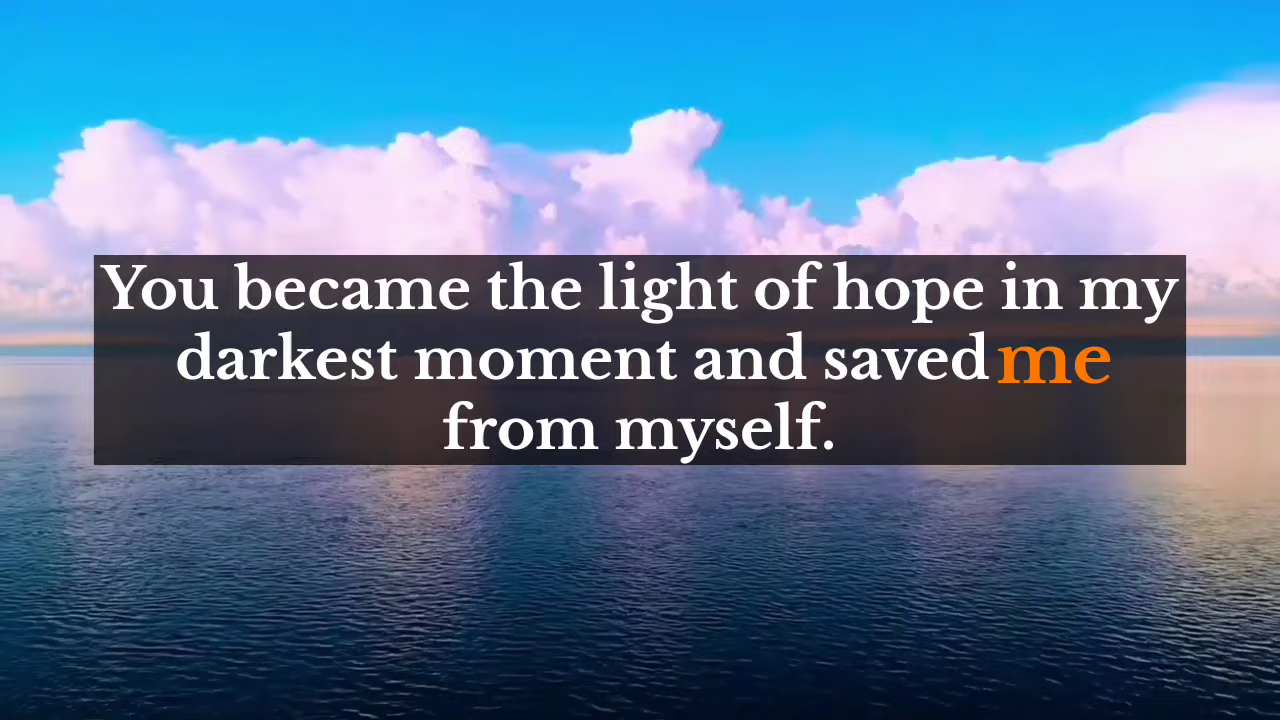 You became the light of hope in my
darkest moment and saved me
from myself.